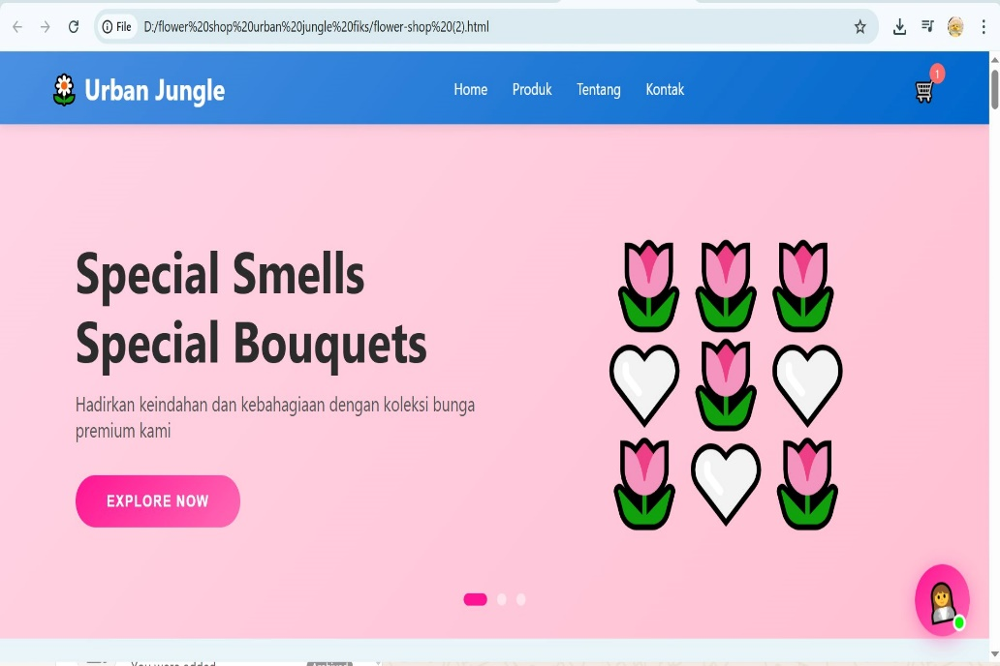 File D:/flower%20shop%20urban%20jungle%20fiks/flower-shop%20(2).html
Urban Jungle
Home Produk Tentang Kontak
1
Special Smells
Special Bouquets
Hadirkan keindahan dan kebahagiaan dengan koleksi bunga
premium kami
EXPLORE NOW